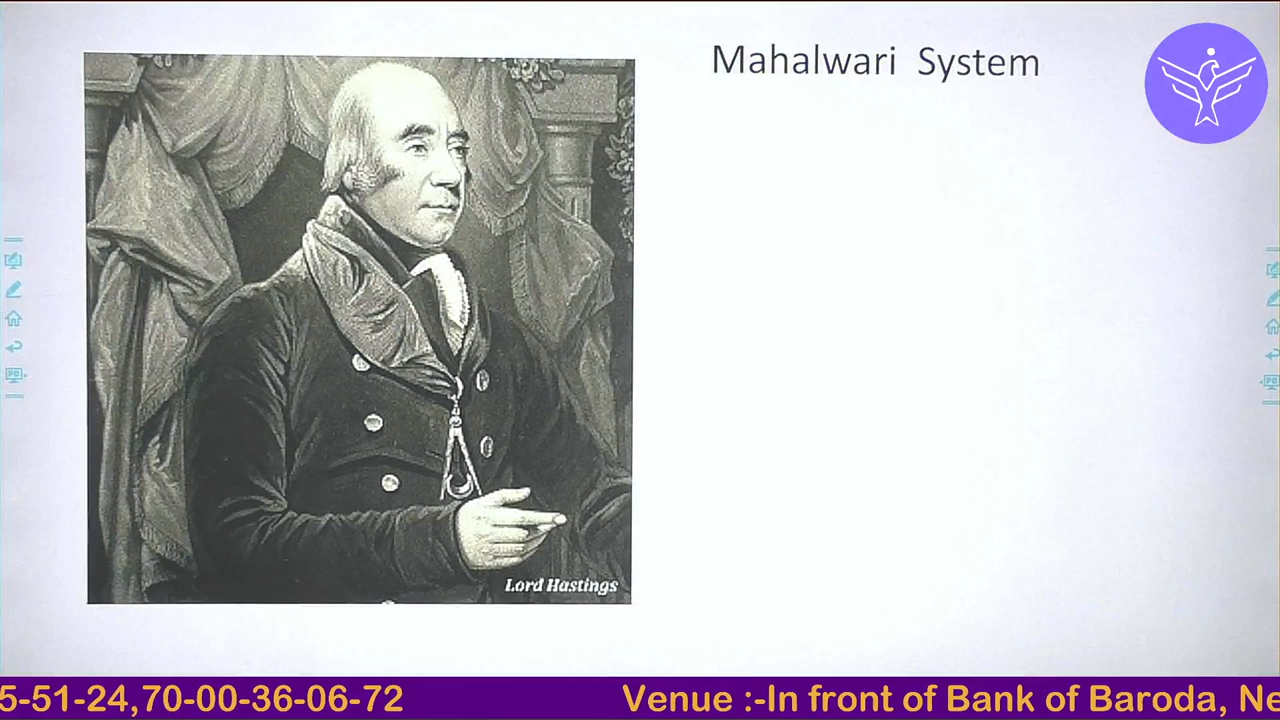 Mahalwari System
Lord Hastings
5-51-24,70-00-36-06-72 Venue :-In front of Bank of Baroda, Ne